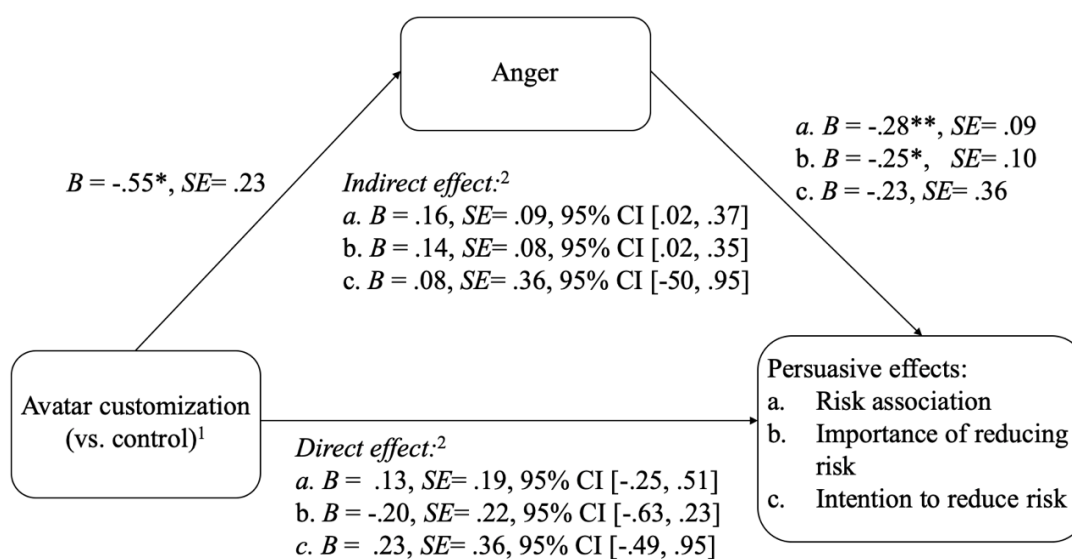 Anger
a. B = -.28**, SE= .09
b. B = -.25*, SE= .10
c. B = -.23, SE= .36
B = -.55*, SE= .23
Indirect effect:2
a. B = .16, SE= .09, 95% CI [.02, .37]
b. B = .14, SE= .08, 95% CI [.02, .35]
c. B = .08, SE= .36, 95% CI [-50, .95]
Avatar customization
(vs. control)1
Persuasive effects:
a. Risk association
b. Importance of reducing
risk
c. Intention to reduce risk
Direct effect:2
a. B = .13, SE= .19, 95% CI [-.25, .51]
b. B = -.20, SE= .22, 95% CI [-.63, .23]
c. B = .23, SE= .36, 95% CI [-.49, .95]